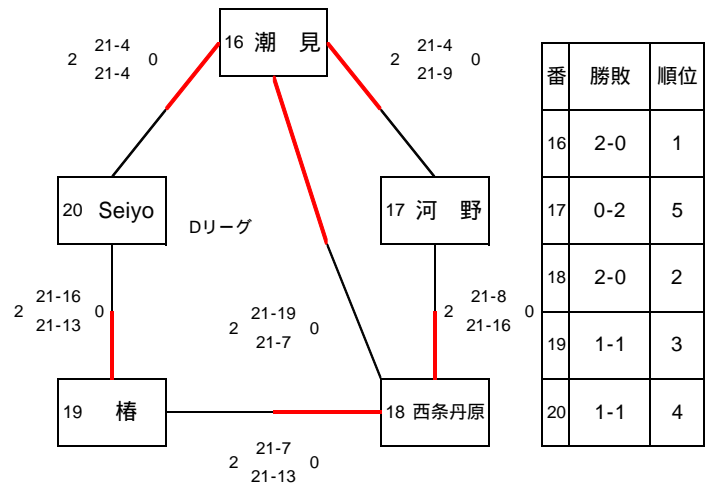 16 潮　見
2 21-4 0
21-4
2 21-4 0
21-9
20 Seiyo
17 河　野
Dリーグ
2 21-16 0
21-13
2 21-19 0
21-7
2 21-8 0
21-16
19 椿
18 西条丹原
2 21-7 0
21-13
番 勝敗 順位
16 2-0 1
17 0-2 5
18 2-0 2
19 1-1 3
20 1-1 4